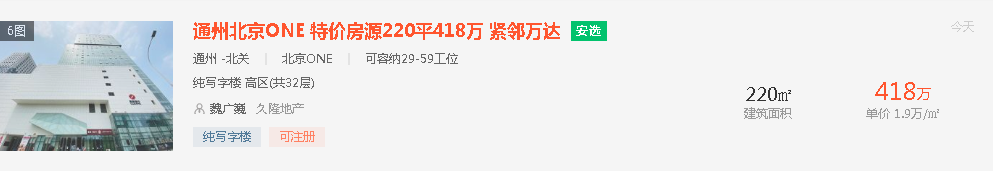 6图
通州北京ONE 特价房源220平418万 紧邻万达 安选
今天
通州 -北关 | 北京ONE | 可容纳29-59工位
纯写字楼 高区(共32层)
魏广巍 久隆地产
220㎡
建筑面积
418万
单价 1.9万/㎡
纯写字楼 可注册